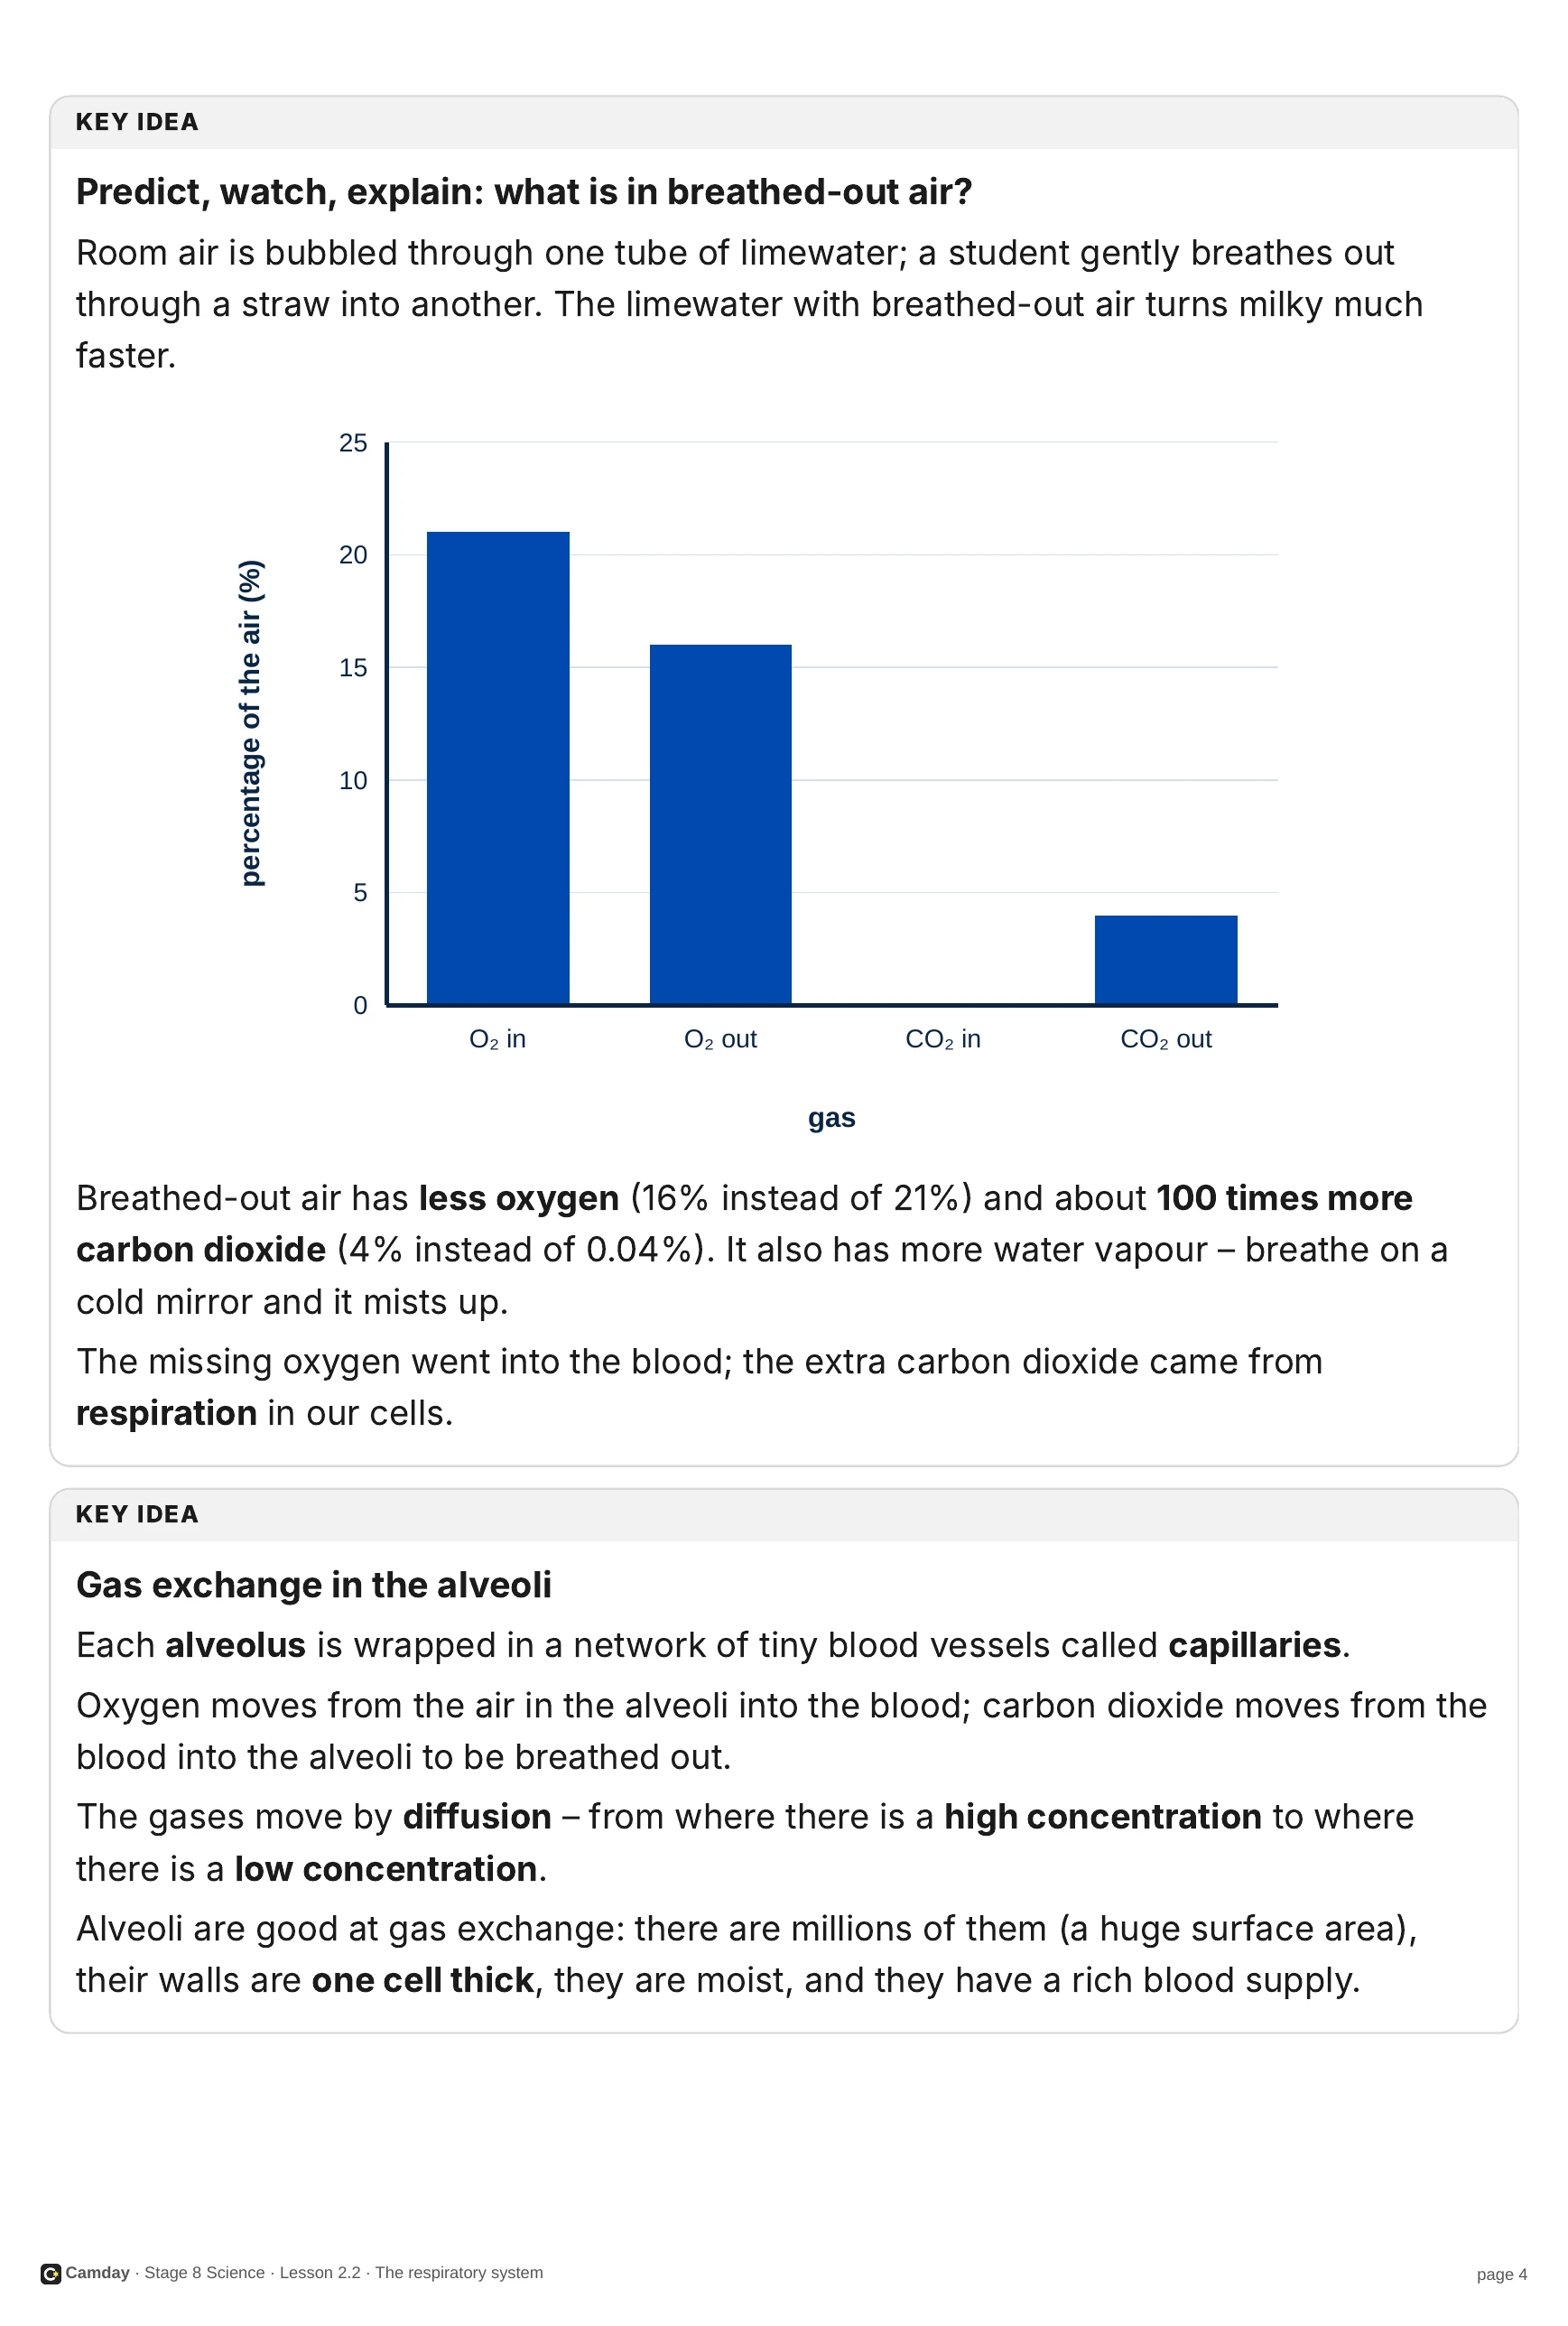 KEY IDEA
Predict, watch, explain: what is in breathed-out air?
Room air is bubbled through one tube of limewater; a student gently breathes out
through a straw into another. The limewater with breathed-out air turns milky much
faster.
25
20
15
10
5
0
percentage of the air (%)
O₂ in
O₂ out
CO₂ in
CO₂ out
gas
Breathed-out air has less oxygen (16% instead of 21%) and about 100 times more
carbon dioxide (4% instead of 0.04%). It also has more water vapour – breathe on a
cold mirror and it mists up.
The missing oxygen went into the blood; the extra carbon dioxide came from
respiration in our cells.
KEY IDEA
Gas exchange in the alveoli
Each alveolus is wrapped in a network of tiny blood vessels called capillaries.
Oxygen moves from the air in the alveoli into the blood; carbon dioxide moves from the
blood into the alveoli to be breathed out.
The gases move by diffusion – from where there is a high concentration to where
there is a low concentration.
Alveoli are good at gas exchange: there are millions of them (a huge surface area),
their walls are one cell thick, they are moist, and they have a rich blood supply.
Camday · Stage 8 Science · Lesson 2.2 · The respiratory system
page 4